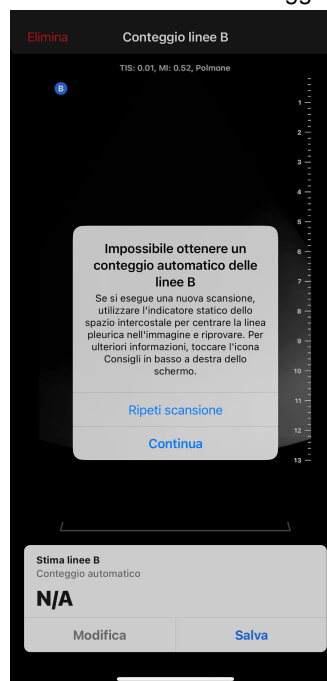 Elimina
Conteggio linee B
TIS: 0.01, MI: 0.52, Polmone
B
1
2
3
4
5
6
7
8
9
10
11
12
13
Impossibile ottenere un
conteggio automatico delle
linee B
Se si esegue una nuova scansione,
utilizzare l'indicatore statico dello
spazio intercostale per centrare la linea
pleurica nell'immagine e riprovare. Per
ulteriori informazioni, toccare l'icona
Consigli in basso a destra dello
schermo.
Ripeti scansione
Continua
Stima linee B
Conteggio automatico
N/A
Modifica
Salva